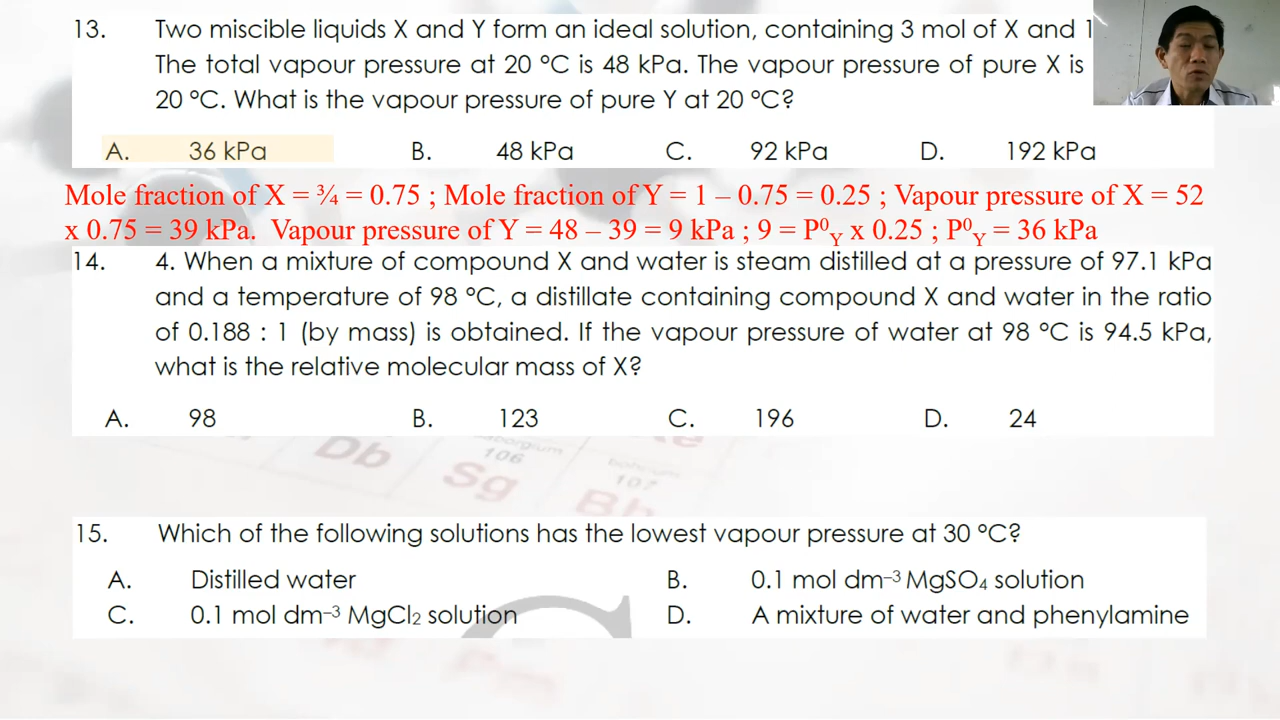 13. Two miscible liquids X and Y form an ideal solution, containing 3 mol of X and 1
The total vapour pressure at 20 °C is 48 kPa. The vapour pressure of pure X is
20 °C. What is the vapour pressure of pure Y at 20 °C?
A. 36 kPa B. 48 kPa C. 92 kPa D. 192 kPa
Mole fraction of X = ¾ = 0.75 ; Mole fraction of Y = 1 – 0.75 = 0.25 ; Vapour pressure of X = 52
x 0.75 = 39 kPa. Vapour pressure of Y = 48 – 39 = 9 kPa ; 9 = P⁰Y x 0.25 ; P⁰Y = 36 kPa
14. 4. When a mixture of compound X and water is steam distilled at a pressure of 97.1 kPa
and a temperature of 98 °C, a distillate containing compound X and water in the ratio
of 0.188 : 1 (by mass) is obtained. If the vapour pressure of water at 98 °C is 94.5 kPa,
what is the relative molecular mass of X?
A. 98 B. 123 C. 196 D. 24
Db
106
Sg
107
Bh
15. Which of the following solutions has the lowest vapour pressure at 30 °C?
A. Distilled water B. 0.1 mol dm⁻³ MgSO₄ solution
C. 0.1 mol dm⁻³ MgCl₂ solution D. A mixture of water and phenylamine